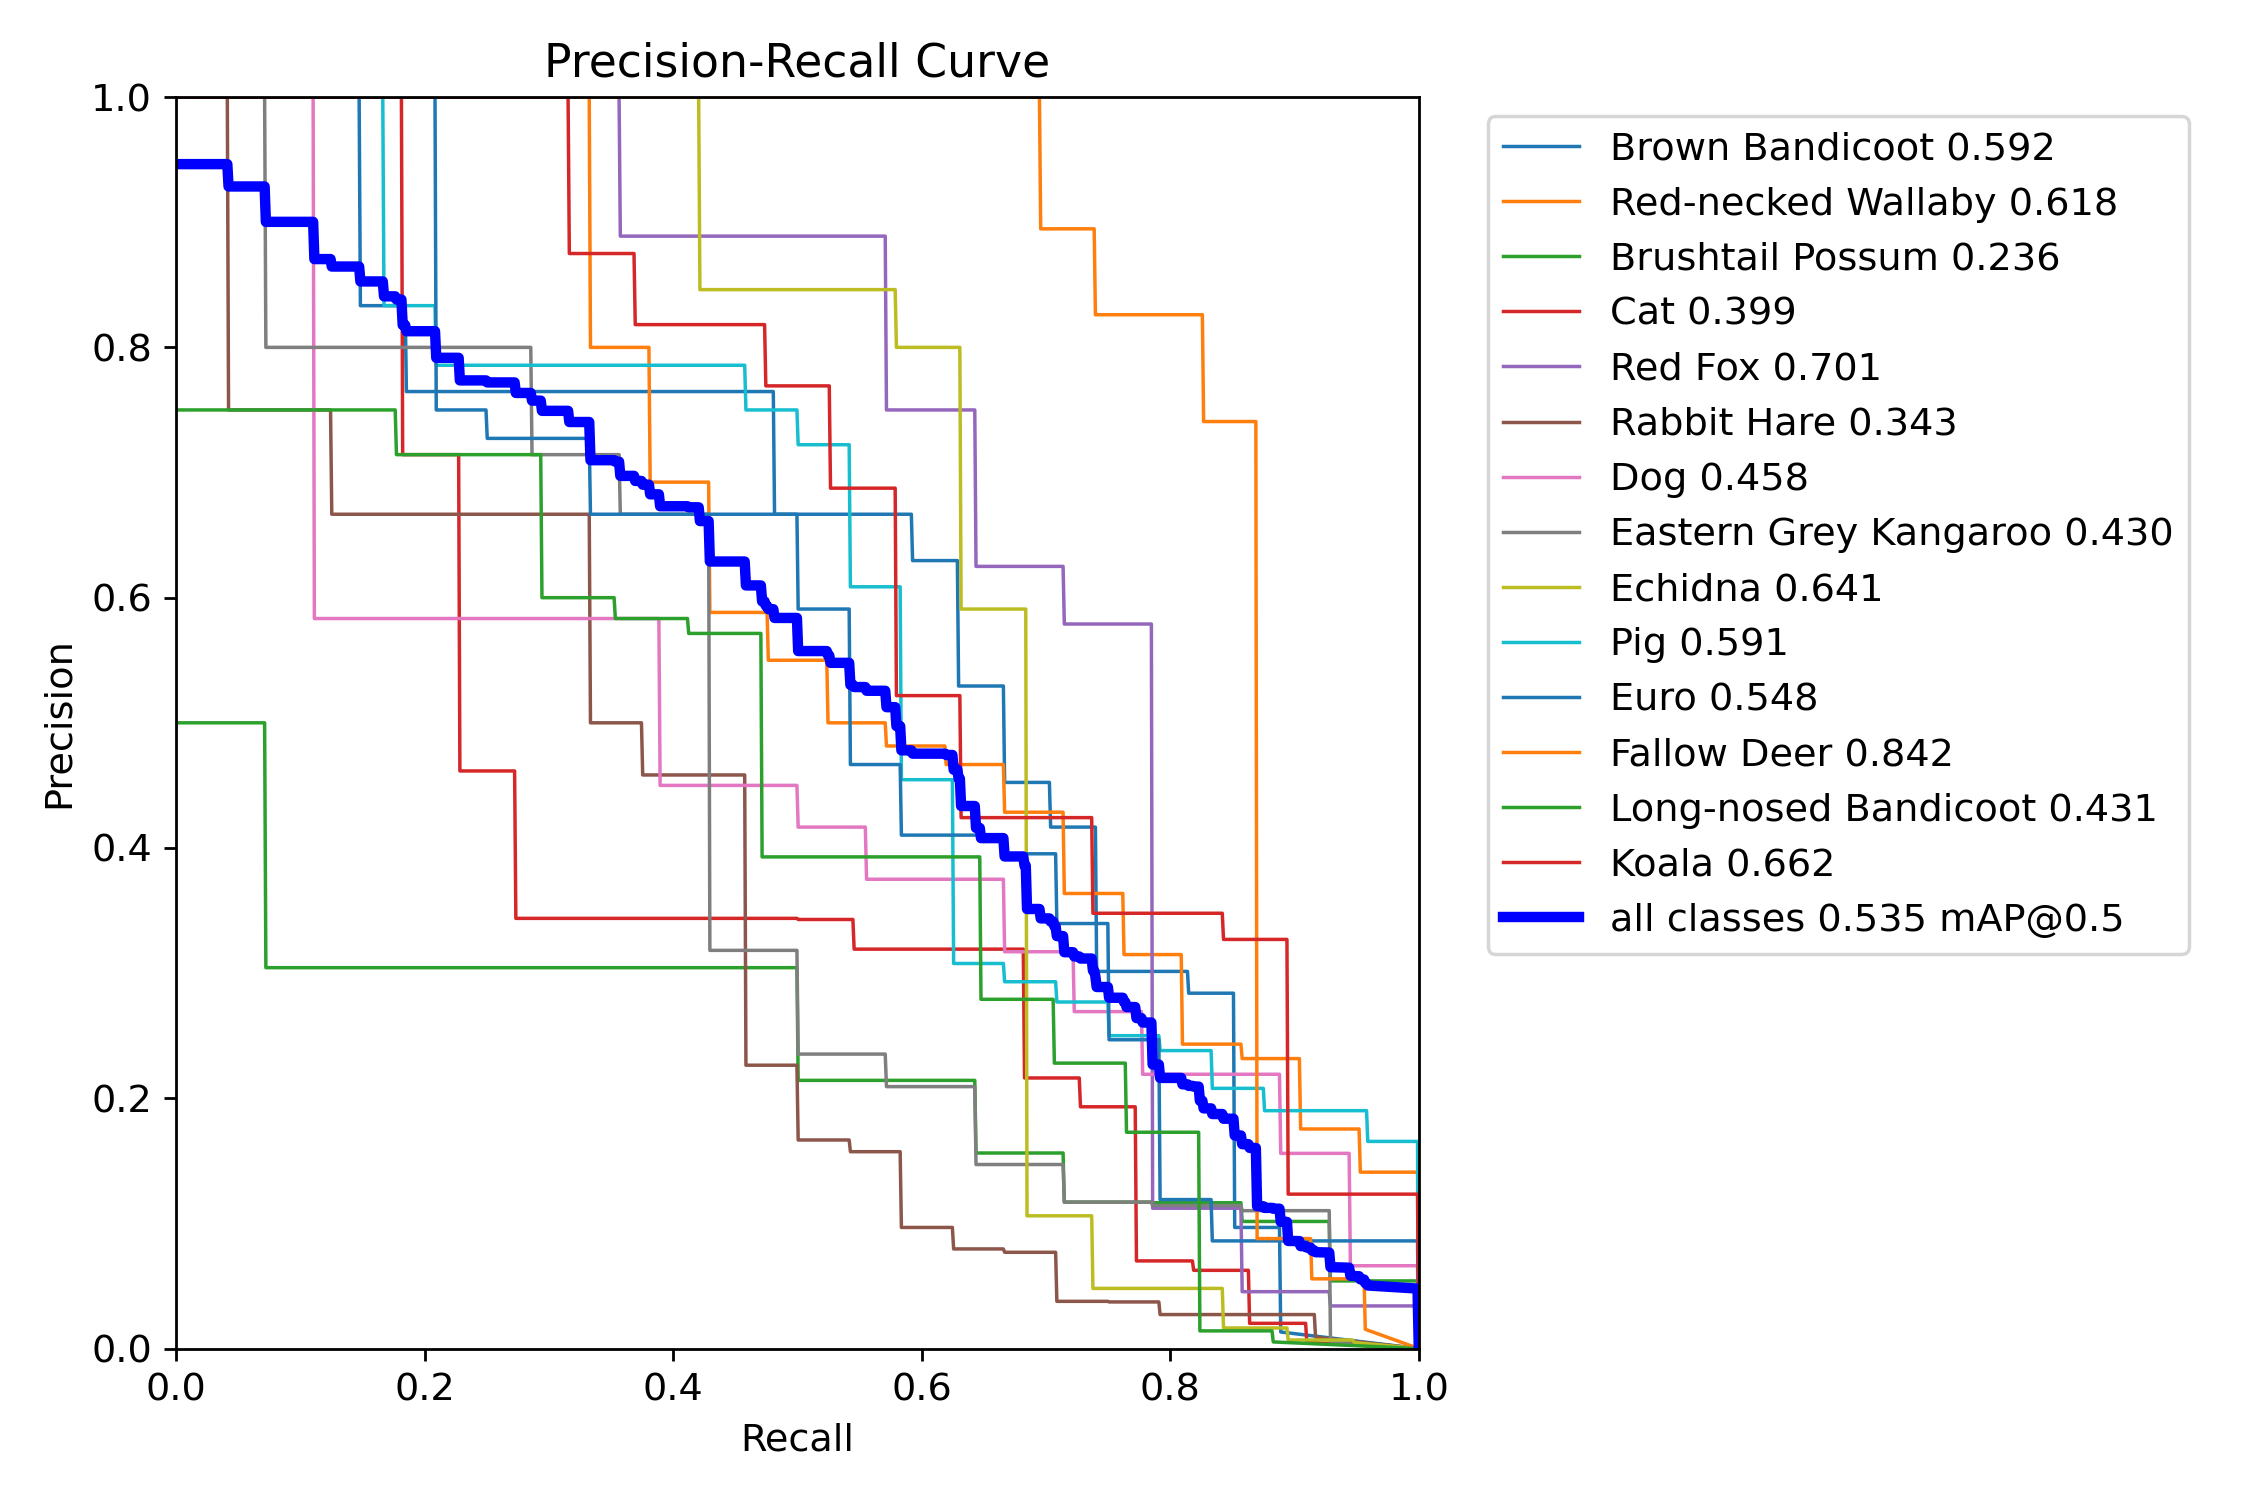 Precision-Recall Curve
1.0
0.8
0.6
0.4
0.2
0.0
Precision
0.0 0.2 0.4 0.6 0.8 1.0
Recall
Brown Bandicoot 0.592
Red-necked Wallaby 0.618
Brushtail Possum 0.236
Cat 0.399
Red Fox 0.701
Rabbit Hare 0.343
Dog 0.458
Eastern Grey Kangaroo 0.430
Echidna 0.641
Pig 0.591
Euro 0.548
Fallow Deer 0.842
Long-nosed Bandicoot 0.431
Koala 0.662
all classes 0.535 mAP@0.5